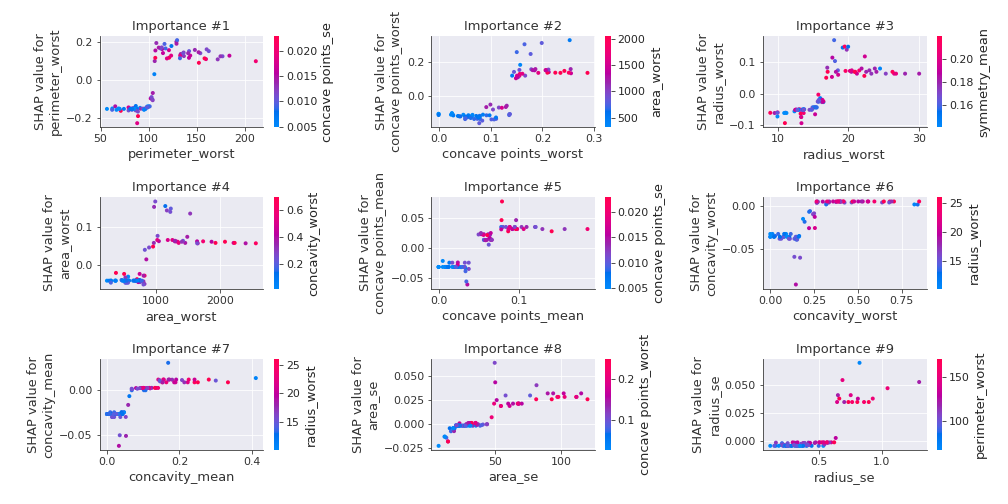 Importance #1
SHAP value for
perimeter_worst
0.2
0.0
−0.2
50
100
150
200
perimeter_worst
0.020
0.015
0.010
0.005
concave points_se
Importance #2
SHAP value for
concave points_worst
0.2
0.0
0.0
0.1
0.2
0.3
concave points_worst
2000
1500
1000
500
area_worst
Importance #3
SHAP value for
radius_worst
0.1
0.0
−0.1
10
20
30
radius_worst
0.20
0.18
0.16
symmetry_mean
Importance #4
SHAP value for
area_worst
0.1
0.0
1000
2000
area_worst
0.6
0.4
0.2
concavity_worst
Importance #5
SHAP value for
concave points_mean
0.05
0.00
−0.05
0.0
0.1
concave points_mean
0.020
0.015
0.010
0.005
concave points_se
Importance #6
SHAP value for
concavity_worst
0.00
−0.05
0.00
0.25
0.50
0.75
concavity_worst
25
20
15
radius_worst
Importance #7
SHAP value for
concavity_mean
0.00
−0.05
0.0
0.2
0.4
concavity_mean
25
20
15
radius_worst
Importance #8
SHAP value for
area_se
0.050
0.025
0.000
−0.025
50
100
area_se
0.2
0.1
concave points_worst
Importance #9
SHAP value for
radius_se
0.050
0.025
0.000
0.5
1.0
radius_se
150
100
perimeter_worst